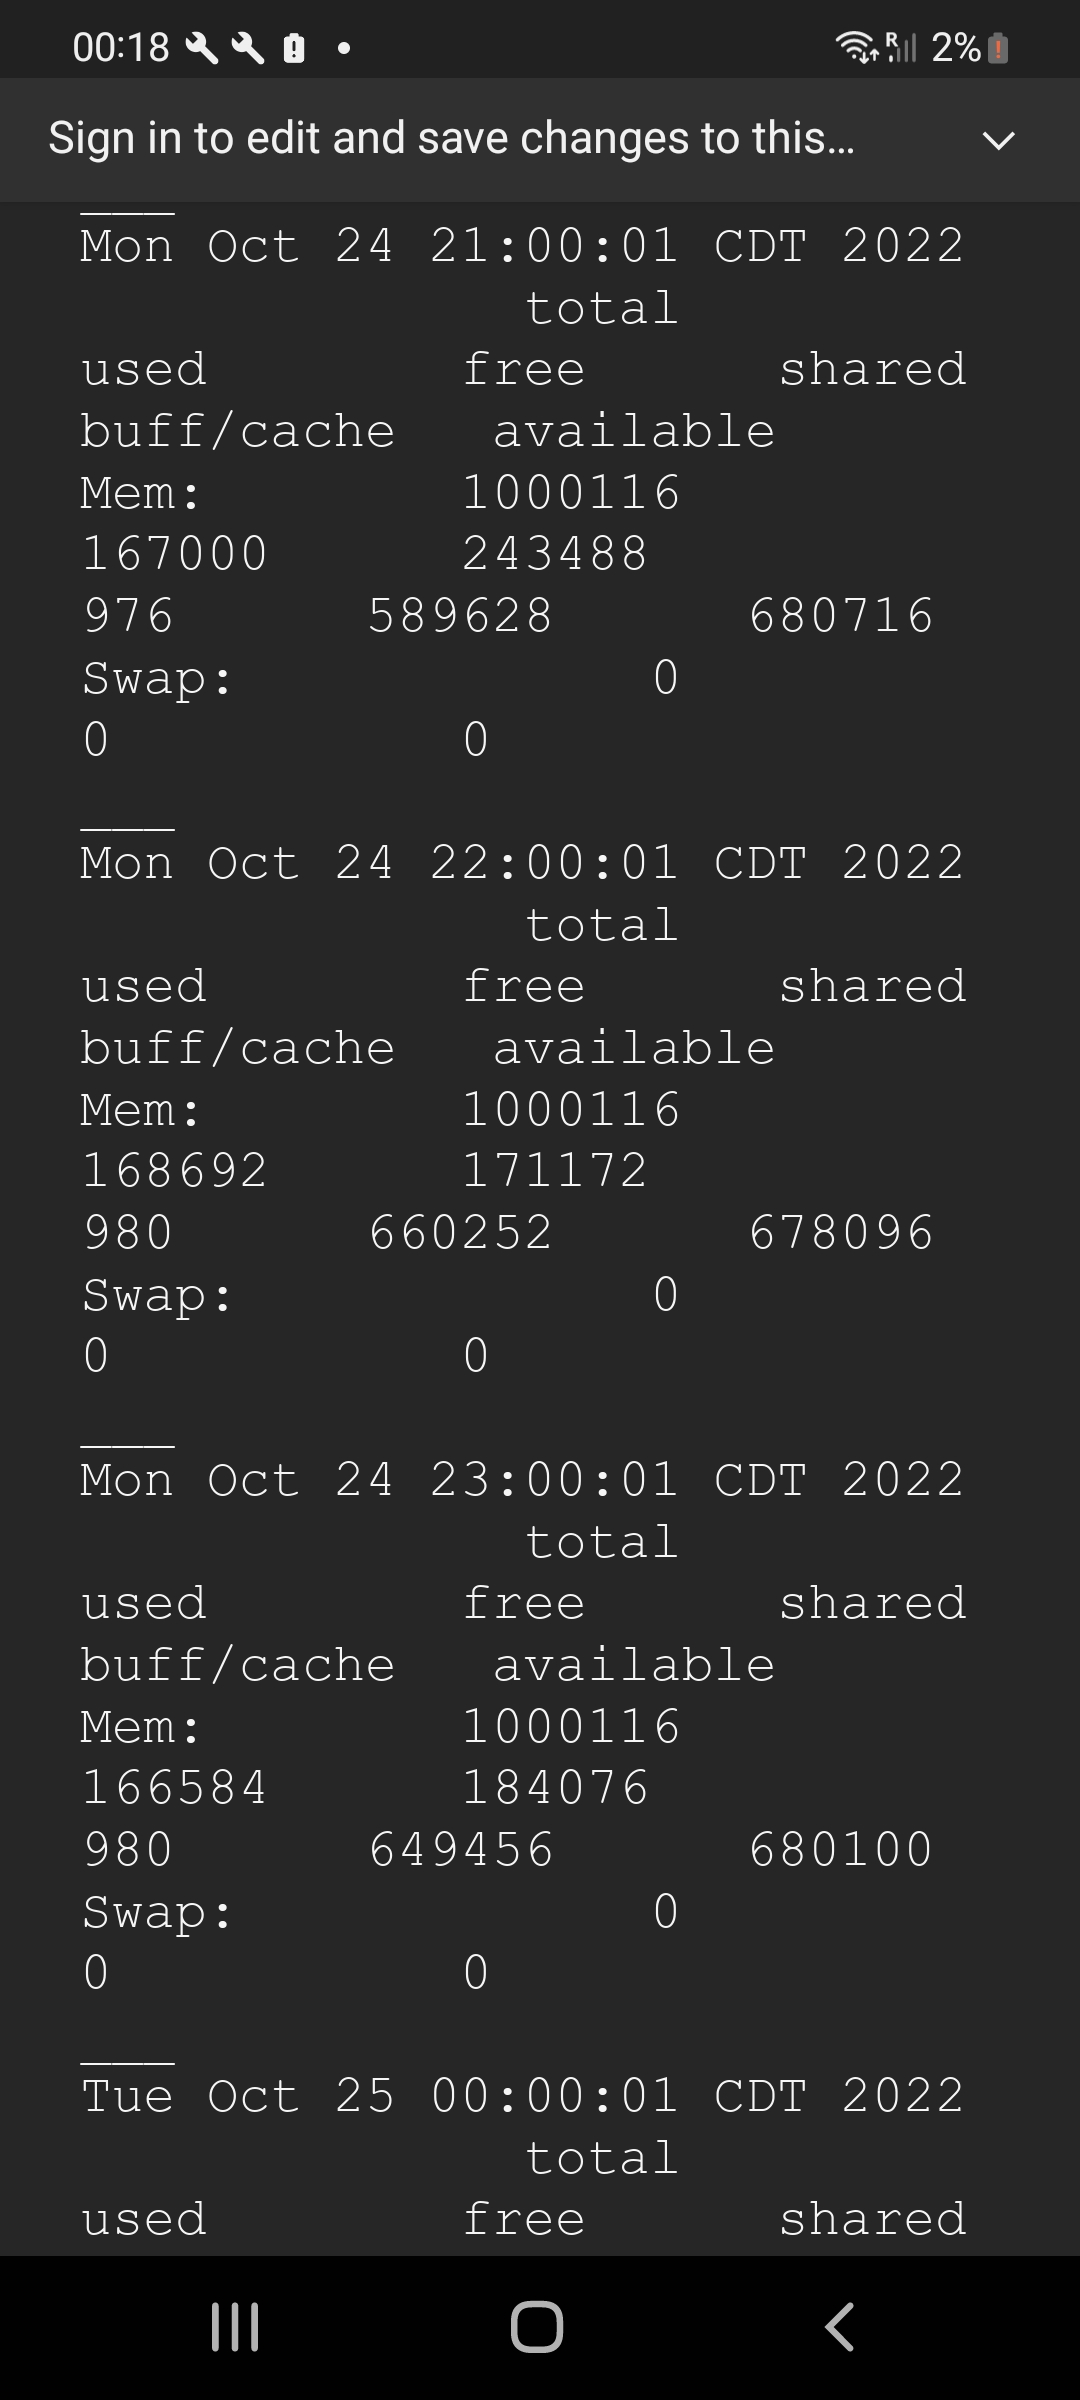 00:18 R 2%
Sign in to edit and save changes to this...
___
Mon Oct 24 21:00:01 CDT 2022
total
used free shared
buff/cache available
Mem: 1000116
167000 243488
976 589628 680716
Swap: 0
0 0
___
Mon Oct 24 22:00:01 CDT 2022
total
used free shared
buff/cache available
Mem: 1000116
168692 171172
980 660252 678096
Swap: 0
0 0
___
Mon Oct 24 23:00:01 CDT 2022
total
used free shared
buff/cache available
Mem: 1000116
166584 184076
980 649456 680100
Swap: 0
0 0
___
Tue Oct 25 00:00:01 CDT 2022
total
used free shared